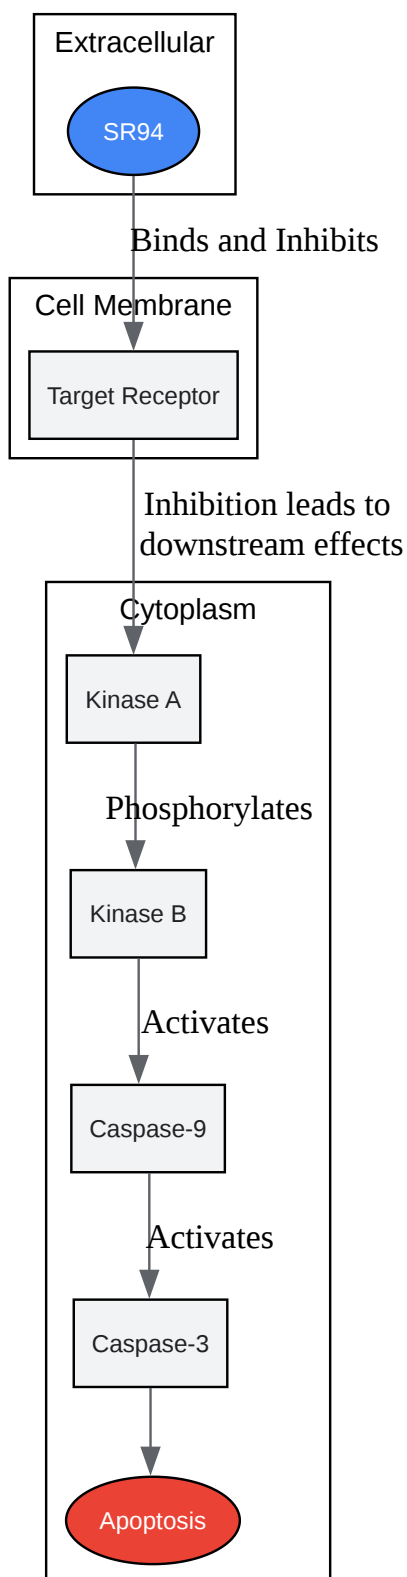 Extracellular
SR94
Binds and Inhibits
Cell Membrane
Target Receptor
Inhibition leads to
downstream effects
Cytoplasm
Kinase A
Phosphorylates
Kinase B
Activates
Caspase-9
Activates
Caspase-3
Apoptosis